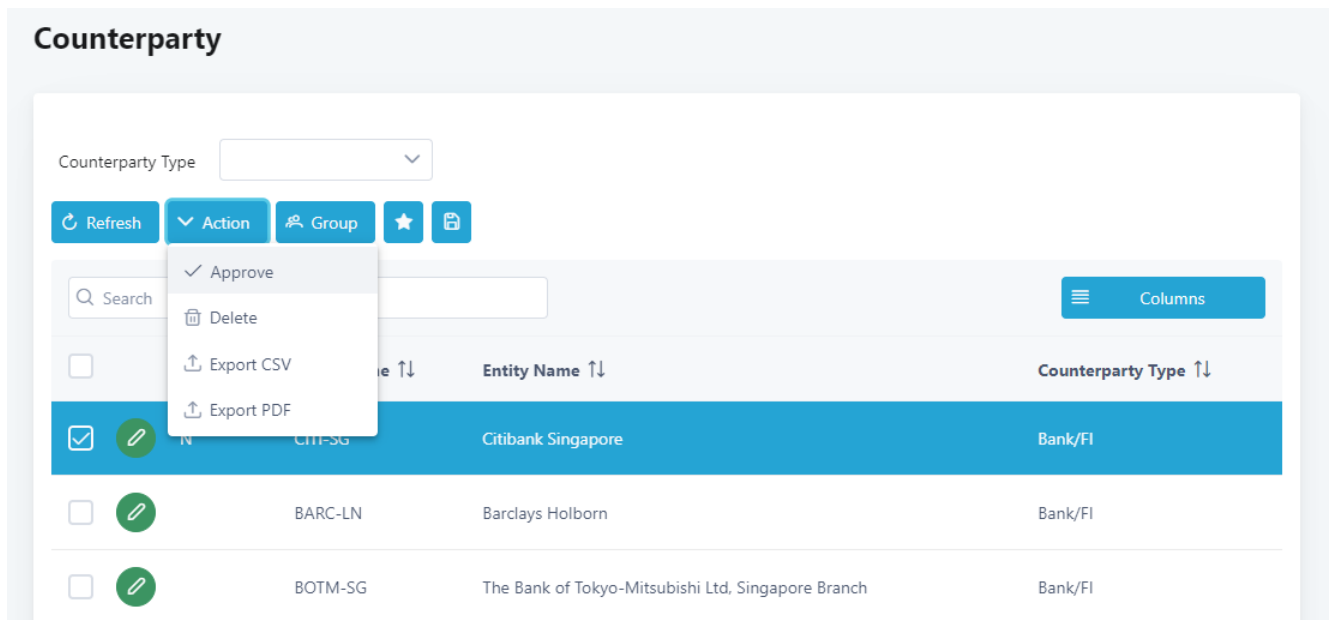 Counterparty
Counterparty Type
Refresh Action Group
Approve
Search Columns
Delete
Export CSV
e Entity Name Counterparty Type
Export PDF
N CITI-SG Citibank Singapore Bank/FI
BARC-LN Barclays Holborn Bank/FI
BOTM-SG The Bank of Tokyo-Mitsubishi Ltd, Singapore Branch Bank/FI